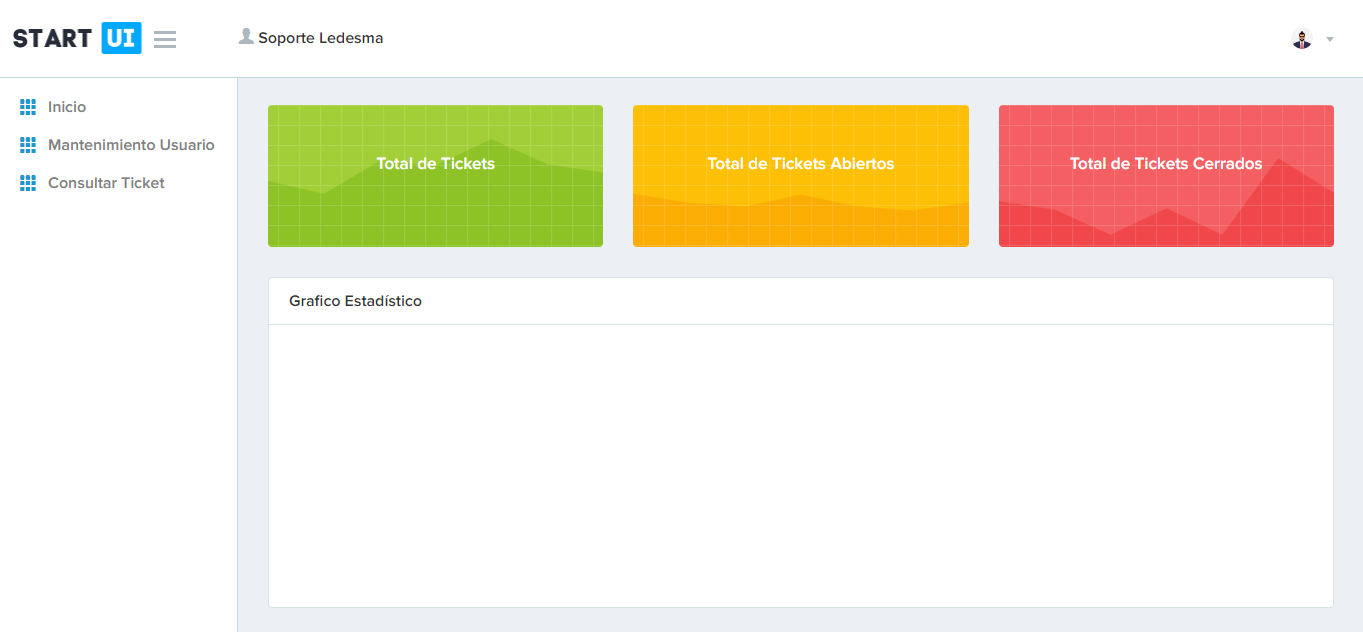 START UI
Soporte Ledesma
Inicio
Mantenimiento Usuario
Consultar Ticket
Total de Tickets
Total de Tickets Abiertos
Total de Tickets Cerrados
Grafico Estadístico